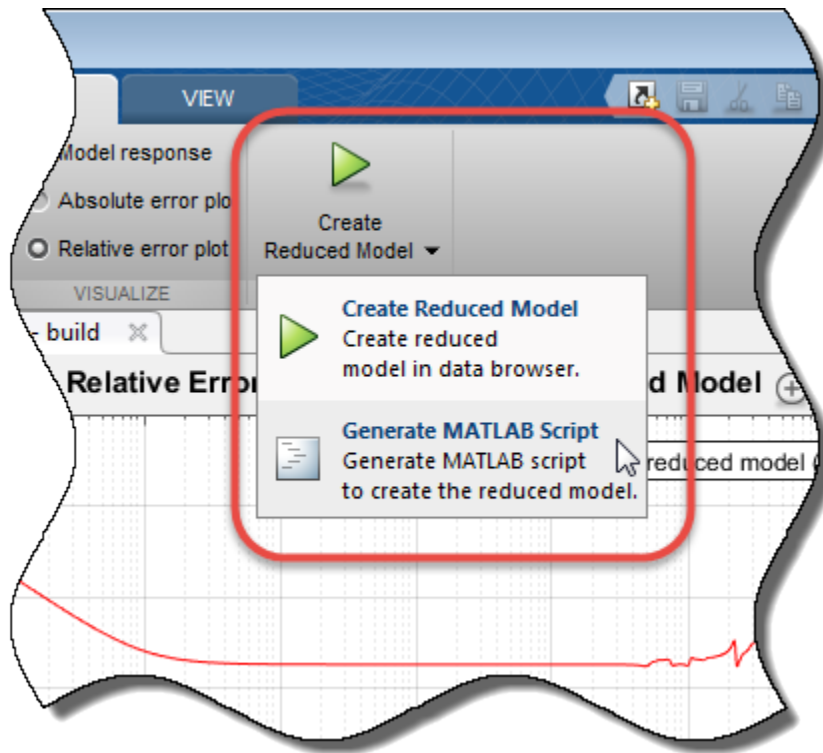 VIEW
Model response
Absolute error plo
Relative error plot
VISUALIZE
Create
Reduced Model
Create Reduced Model
Create reduced
model in data browser.
Generate MATLAB Script
Generate MATLAB script
to create the reduced model.
- build
Relative Erro
d Model
reduced model (